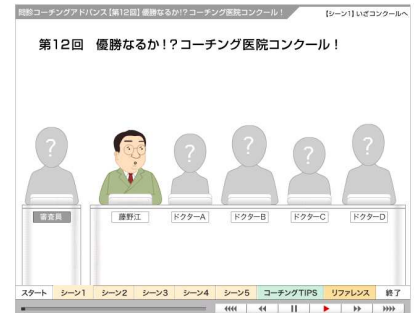 問診コーチングアドバンス【第12回】優勝なるか!?コーチング医院コンクール!
【シーン1】いざコンクールへ
第12回 優勝なるか!?コーチング医院コンクール!
? ? ? ? ?
審査員 藤野江 ドクターA ドクターB ドクターC ドクターD
スタート シーン1 シーン2 シーン3 シーン4 シーン5 コーチングTIPS リファレンス 終了